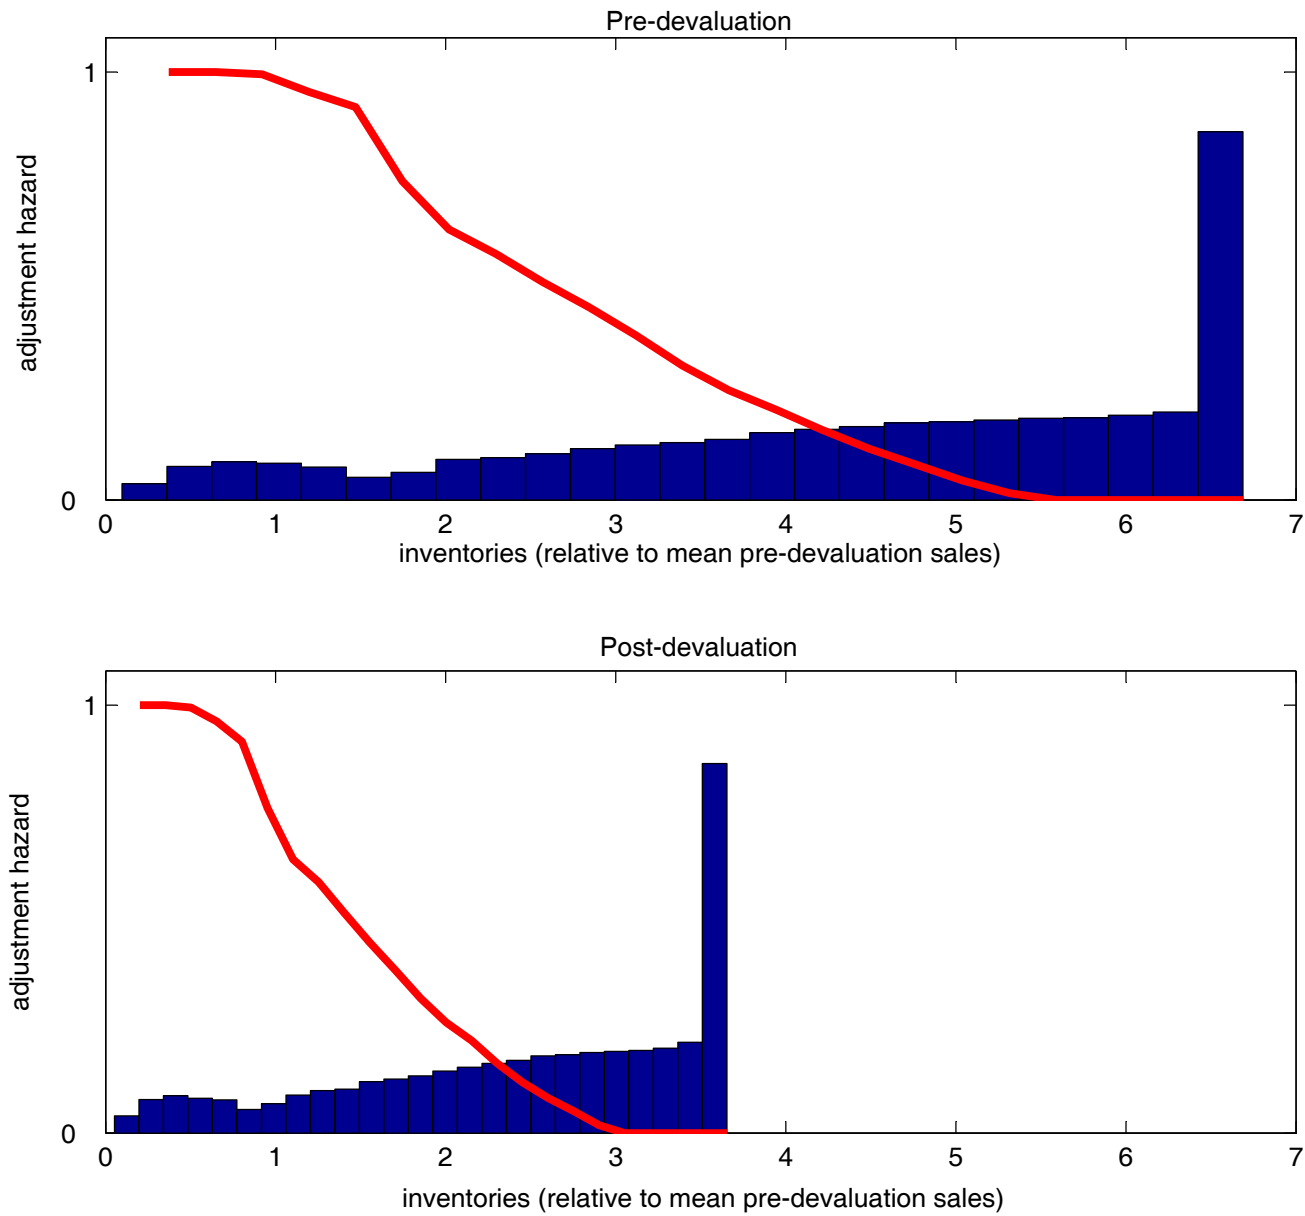 Pre-devaluation
1
adjustment hazard
0
0 1 2 3 4 5 6 7
inventories (relative to mean pre-devaluation sales)
Post-devaluation
1
adjustment hazard
0
0 1 2 3 4 5 6 7
inventories (relative to mean pre-devaluation sales)